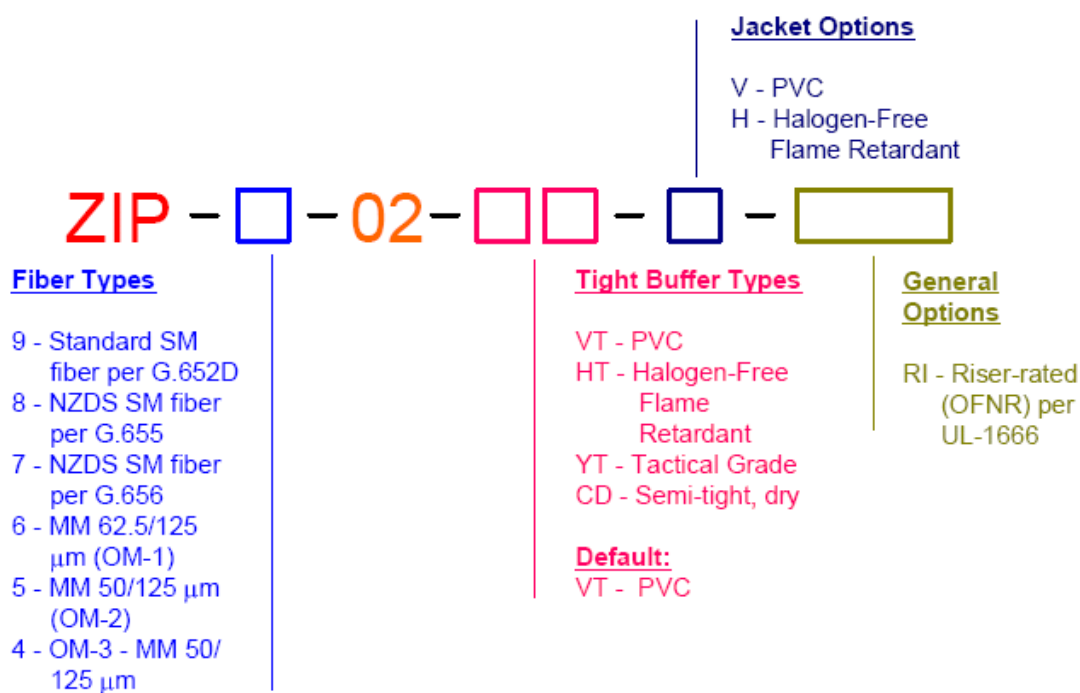 Jacket Options
V - PVC
H - Halogen-Free
Flame Retardant
ZIP - - 02 - - -
Fiber Types
9 - Standard SM
fiber per G.652D
8 - NZDS SM fiber
per G.655
7 - NZDS SM fiber
per G.656
6 - MM 62.5/125
μm (OM-1)
5 - MM 50/125 μm
(OM-2)
4 - OM-3 - MM 50/
125 μm
Tight Buffer Types
VT - PVC
HT - Halogen-Free
Flame
Retardant
YT - Tactical Grade
CD - Semi-tight, dry
Default:
VT - PVC
General
Options
RI - Riser-rated
(OFNR) per
UL-1666